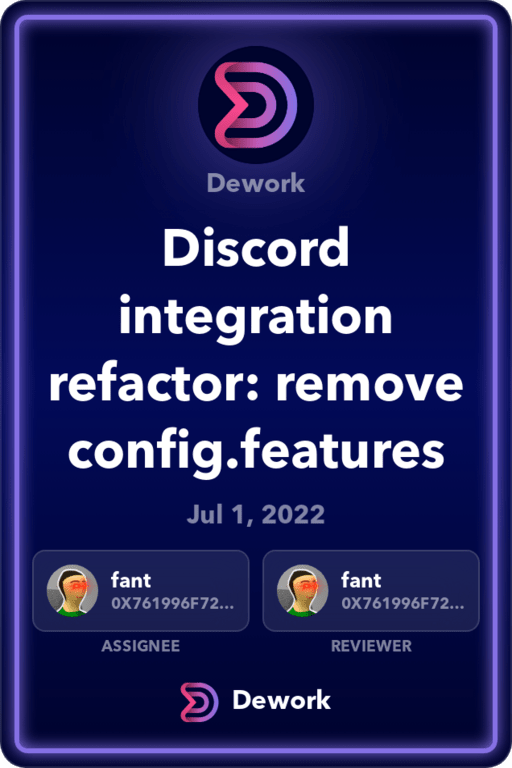 Dework
Discord
integration
refactor: remove
config.features
Jul 1, 2022
fant
0X761996F72...
ASSIGNEE
fant
0X761996F72...
REVIEWER
Dework